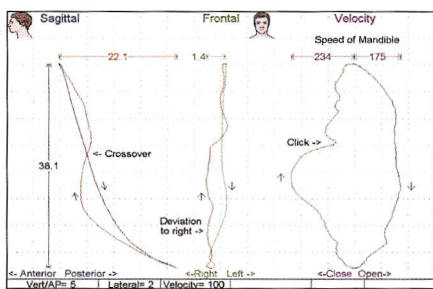 Sagittal Frontal Velocity
Speed of Mandible
22.1 1.4 234 175
Click ->
<- Crossover
38.1
Deviation
to right->
<- Anterior Posterior -> <-Right Left-> <-Close Open->
Vert/AP= 5 Lateral= 2 Velocity= 100